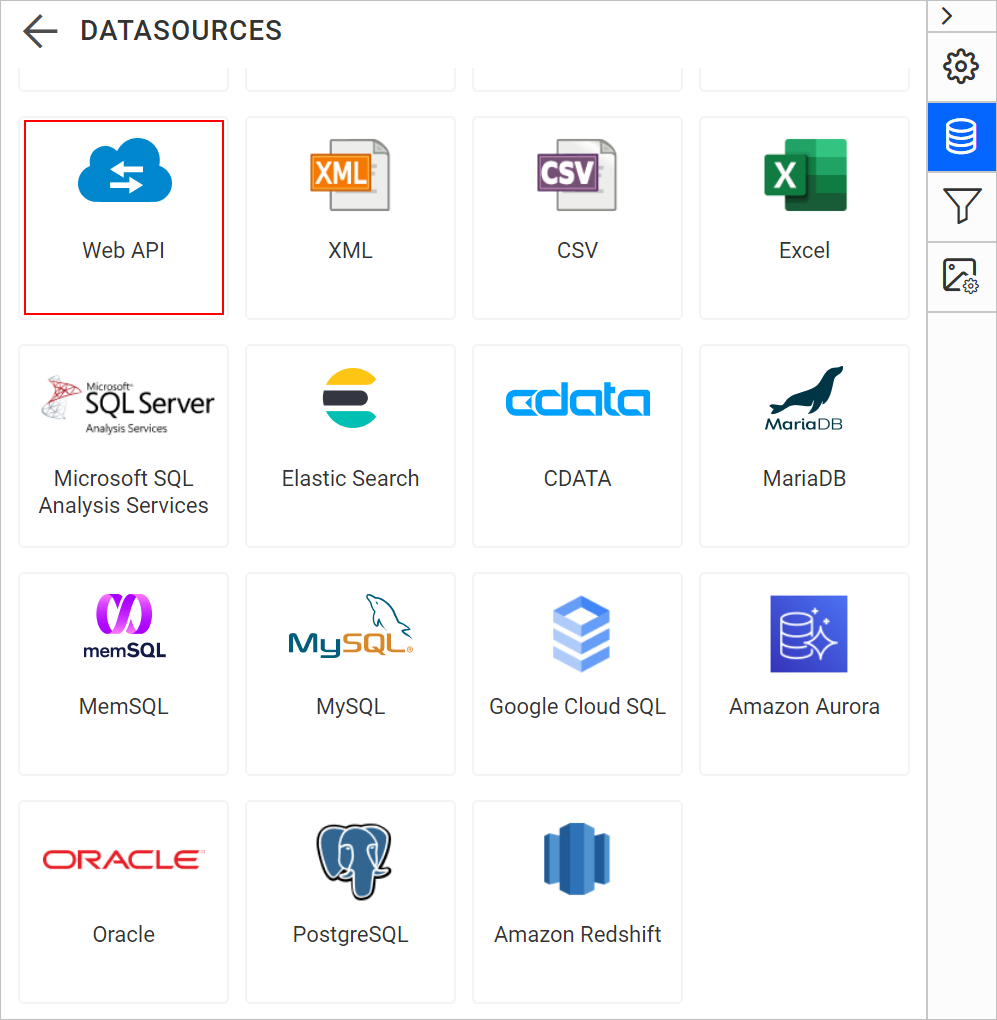 DATASOURCES
Web API
XML
XML
CSV
CSV
X
Excel
Microsoft®
SQL Server
Analysis Services
Microsoft SQL
Analysis Services
Elastic Search
cdata
CDATA
MariaDB
MariaDB
memSQL
MemSQL
MySQL®
MySQL
Google Cloud SQL
Amazon Aurora
ORACLE
Oracle
PostgreSQL
Amazon Redshift